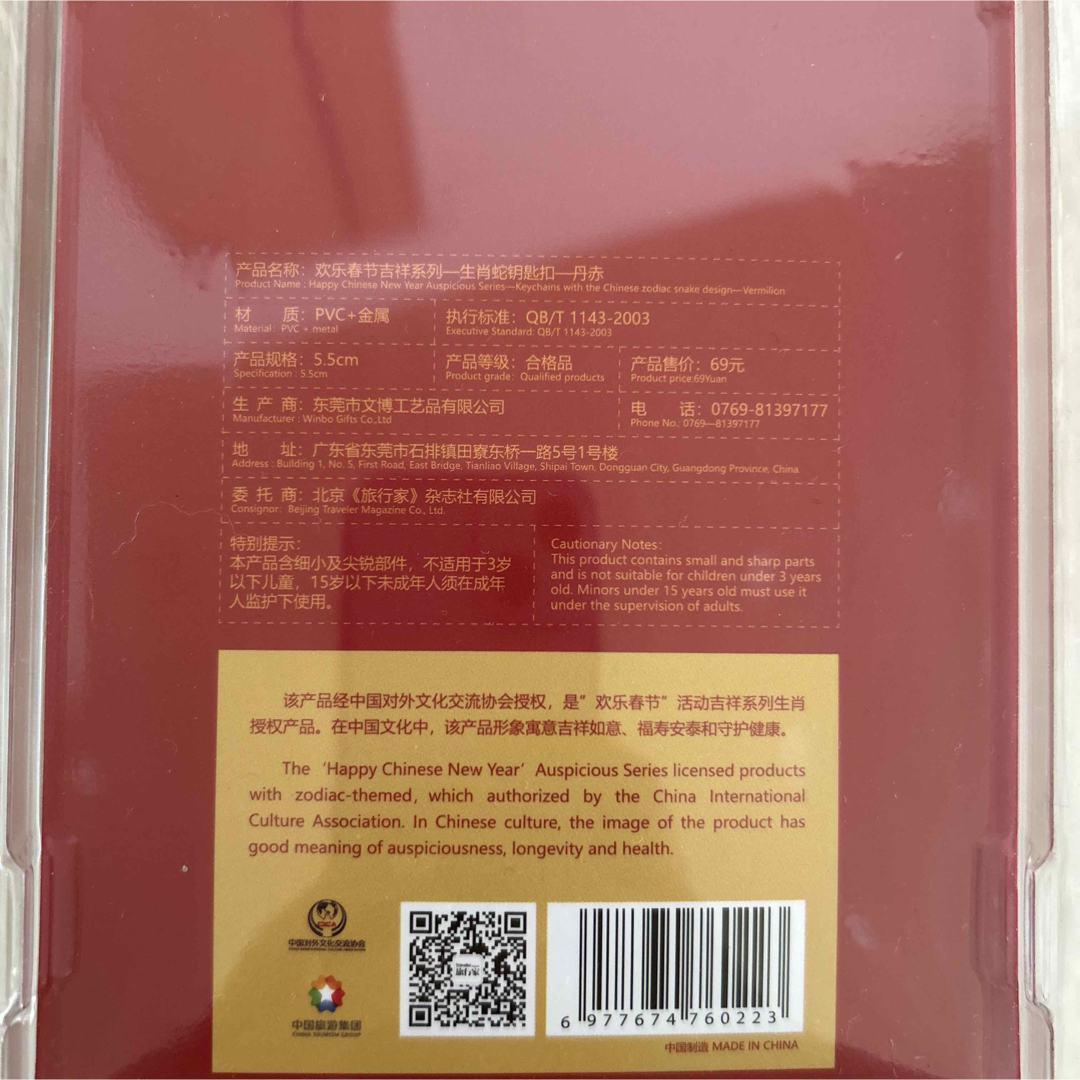 产品名称：欢乐春节吉祥系列—生肖蛇钥匙扣—丹赤
Product Name : Happy Chinese New Year Auspicious Series—Keychains with the Chinese zodiac snake design—Vermilion
材 质：PVC+金属
Material: PVC + metal
执行标准：QB/T 1143-2003
Executive Standard: QB/T 1143-2003
产品规格：5.5cm
Specification : 5.5cm
产品等级：合格品
Product grade: Qualified products
产品售价：69元
Product price:69Yuan
生 产 商：东莞市文博工艺品有限公司
Manufacturer : Winbo Gifts Co.,Ltd
电 话：0769-81397177
Phone No.: 0769—81397177
地 址：广东省东莞市石排镇田寮东桥一路5号1号楼
Address : Building 1, No. 5, First Road, East Bridge, Tianliao Village, Shipai Town, Dongguan City, Guangdong Province, China.
委 托 商：北京《旅行家》杂志社有限公司
Consignor: Beijing Traveler Magazine Co., Ltd.
特别提示：
本产品含细小及尖锐部件，不适用于3岁
以下儿童，15岁以下未成年人须在成年
人监护下使用。
Cautionary Notes:
This product contains small and sharp parts
and is not suitable for children under 3 years
old. Minors under 15 years old must use it
under the supervision of adults.
该产品经中国对外文化交流协会授权，是"欢乐春节"活动吉祥系列生肖
授权产品。在中国文化中，该产品形象寓意吉祥如意、福寿安泰和守护健康。
The 'Happy Chinese New Year' Auspicious Series licensed products
with zodiac-themed, which authorized by the China International
Culture Association. In Chinese culture, the image of the product has
good meaning of auspiciousness, longevity and health.
中国对外文化交流协会
中国旅游集团
CHINA TOURISM GROUP
旅行家
6 977674 760223
中国制造 MADE IN CHINA